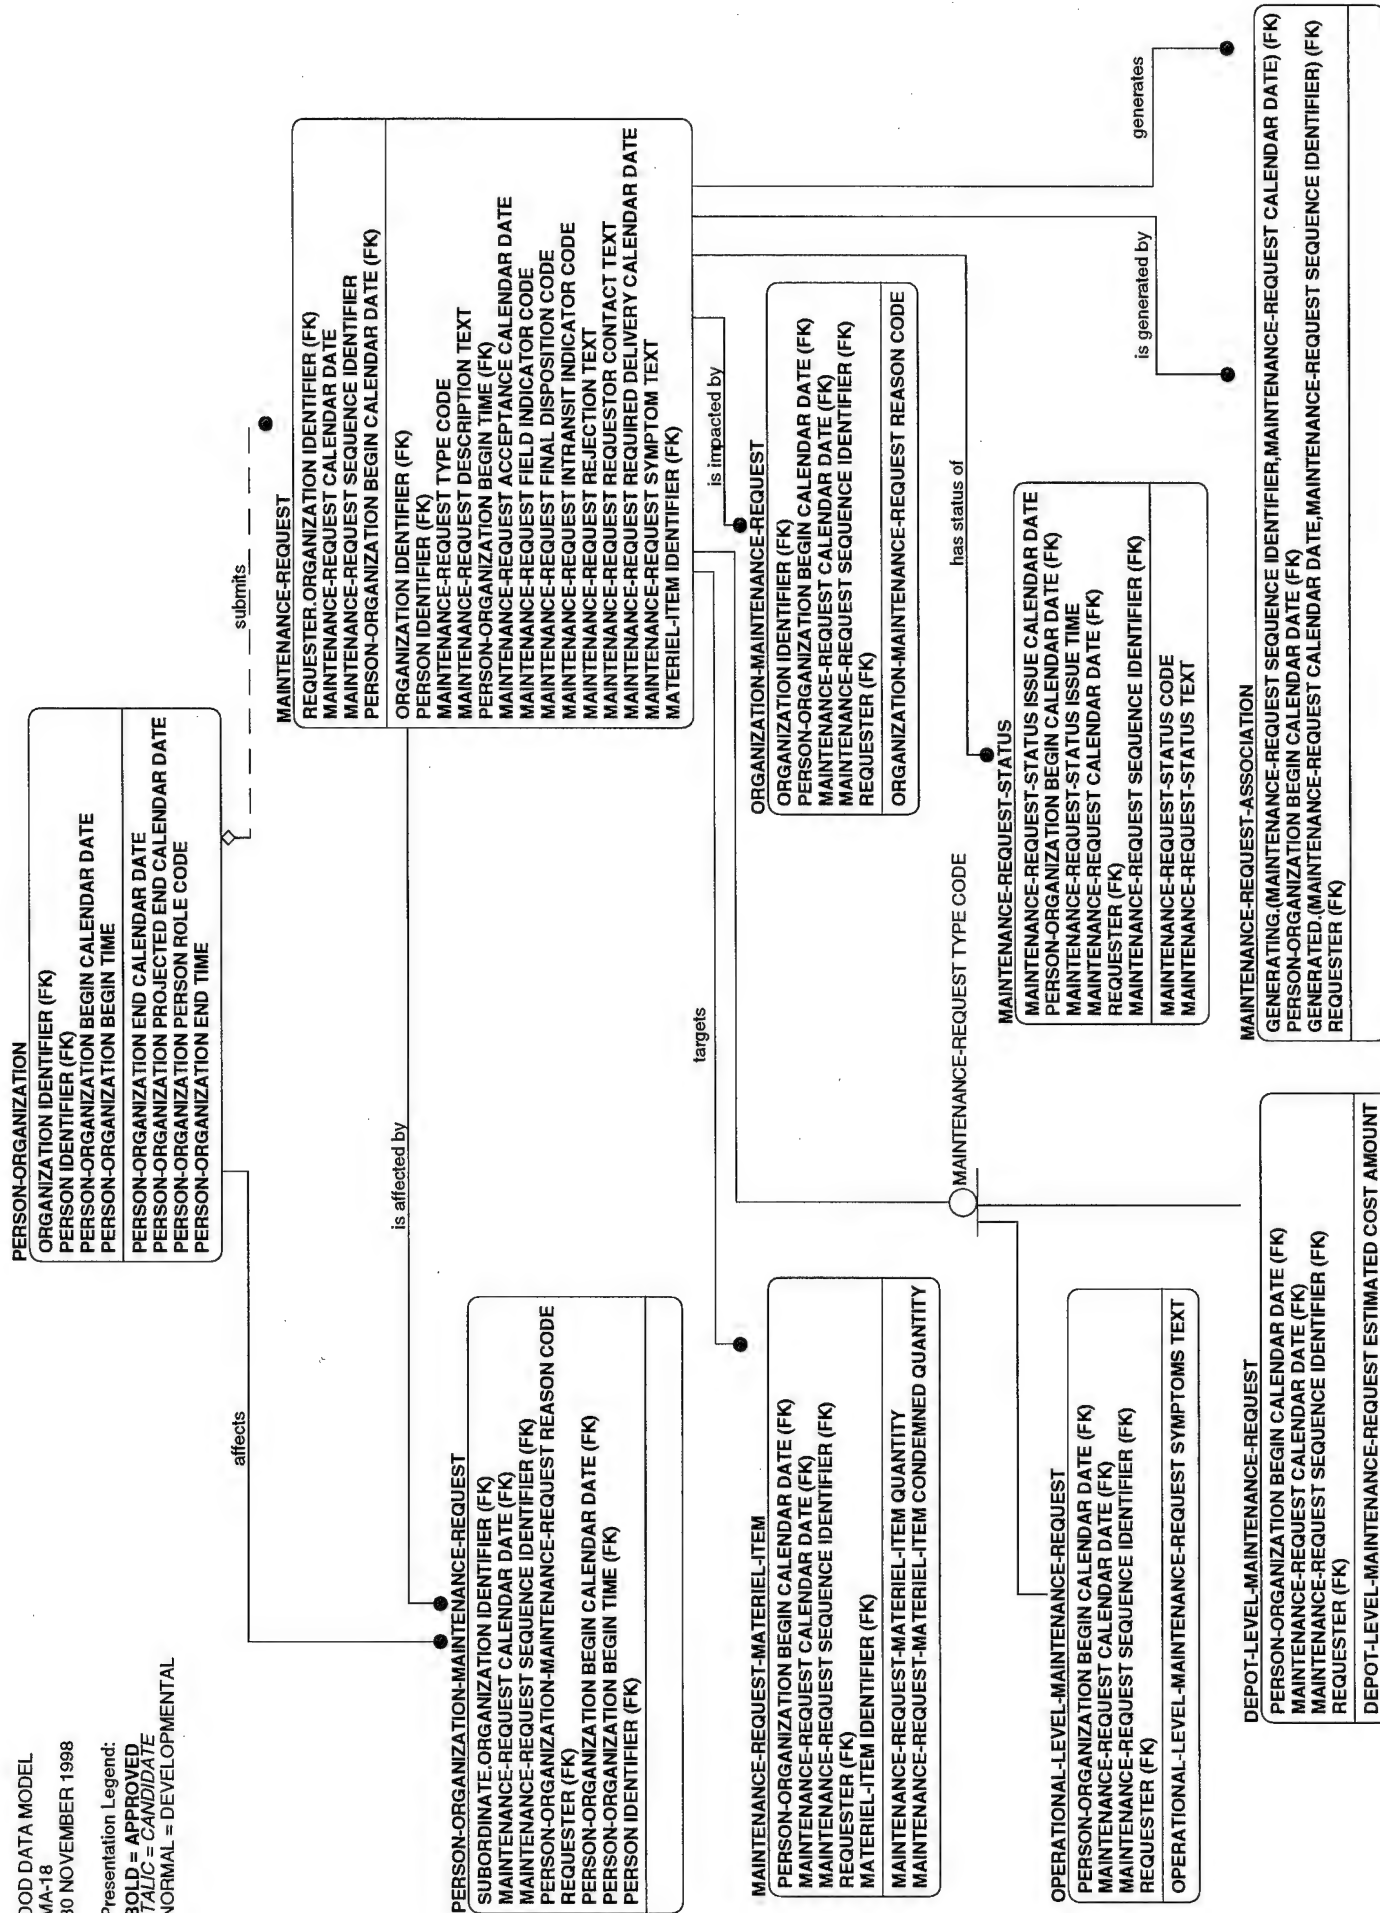 OOD DATA MODEL
MA-18
30 NOVEMBER 1998
Presentation Legend:
BOLD = APPROVED
ITALIC = CANDIDATE
NORMAL = DEVELOPMENTAL
PERSON-ORGANIZATION
ORGANIZATION IDENTIFIER (FK)
PERSON IDENTIFIER (FK)
PERSON-ORGANIZATION BEGIN CALENDAR DATE
PERSON-ORGANIZATION BEGIN TIME
PERSON-ORGANIZATION END CALENDAR DATE
PERSON-ORGANIZATION PROJECTED END CALENDAR DATE
PERSON-ORGANIZATION PERSON ROLE CODE
PERSON-ORGANIZATION END TIME
affects
submits
MAINTENANCE-REQUEST
REQUESTER.ORGANIZATION IDENTIFIER (FK)
MAINTENANCE-REQUEST CALENDAR DATE
MAINTENANCE-REQUEST SEQUENCE IDENTIFIER
PERSON-ORGANIZATION BEGIN CALENDAR DATE (FK)
ORGANIZATION IDENTIFIER (FK)
PERSON IDENTIFIER (FK)
MAINTENANCE-REQUEST TYPE CODE
MAINTENANCE-REQUEST DESCRIPTION TEXT
PERSON-ORGANIZATION BEGIN TIME (FK)
MAINTENANCE-REQUEST ACCEPTANCE CALENDAR DATE
MAINTENANCE-REQUEST FIELD INDICATOR CODE
MAINTENANCE-REQUEST FINAL DISPOSITION CODE
MAINTENANCE-REQUEST INTRANSIT INDICATOR CODE
MAINTENANCE-REQUEST REJECTION TEXT
MAINTENANCE-REQUEST REQUESTOR CONTACT TEXT
MAINTENANCE-REQUEST REQUIRED DELIVERY CALENDAR DATE
MAINTENANCE-REQUEST SYMPTOM TEXT
MATERIEL-ITEM IDENTIFIER (FK)
is affected by
PERSON-ORGANIZATION-MAINTENANCE-REQUEST
SUBORDINATE.ORGANIZATION IDENTIFIER (FK)
MAINTENANCE-REQUEST CALENDAR DATE (FK)
MAINTENANCE-REQUEST SEQUENCE IDENTIFIER (FK)
PERSON-ORGANIZATION-MAINTENANCE-REQUEST REASON CODE
REQUESTER (FK)
PERSON-ORGANIZATION BEGIN CALENDAR DATE (FK)
PERSON-ORGANIZATION BEGIN TIME (FK)
PERSON IDENTIFIER (FK)
is impacted by
ORGANIZATION-MAINTENANCE-REQUEST
ORGANIZATION IDENTIFIER (FK)
PERSON-ORGANIZATION BEGIN CALENDAR DATE (FK)
MAINTENANCE-REQUEST CALENDAR DATE (FK)
MAINTENANCE-REQUEST SEQUENCE IDENTIFIER (FK)
REQUESTER (FK)
ORGANIZATION-MAINTENANCE-REQUEST REASON CODE
targets
MAINTENANCE-REQUEST-MATERIEL-ITEM
PERSON-ORGANIZATION BEGIN CALENDAR DATE (FK)
MAINTENANCE-REQUEST CALENDAR DATE (FK)
MAINTENANCE-REQUEST SEQUENCE IDENTIFIER (FK)
REQUESTER (FK)
MATERIEL-ITEM IDENTIFIER (FK)
MAINTENANCE-REQUEST-MATERIEL-ITEM QUANTITY
MAINTENANCE-REQUEST-MATERIEL-ITEM CONDEMNED QUANTITY
MAINTENANCE-REQUEST TYPE CODE
has status of
MAINTENANCE-REQUEST-STATUS
MAINTENANCE-REQUEST-STATUS ISSUE CALENDAR DATE
PERSON-ORGANIZATION BEGIN CALENDAR DATE (FK)
MAINTENANCE-REQUEST-STATUS ISSUE TIME
MAINTENANCE-REQUEST CALENDAR DATE (FK)
REQUESTER (FK)
MAINTENANCE-REQUEST SEQUENCE IDENTIFIER (FK)
MAINTENANCE-REQUEST-STATUS CODE
MAINTENANCE-REQUEST-STATUS TEXT
OPERATIONAL-LEVEL-MAINTENANCE-REQUEST
PERSON-ORGANIZATION BEGIN CALENDAR DATE (FK)
MAINTENANCE-REQUEST CALENDAR DATE (FK)
MAINTENANCE-REQUEST SEQUENCE IDENTIFIER (FK)
REQUESTER (FK)
OPERATIONAL-LEVEL-MAINTENANCE-REQUEST SYMPTOMS TEXT
is generated by
generates
DEPOT-LEVEL-MAINTENANCE-REQUEST
PERSON-ORGANIZATION BEGIN CALENDAR DATE (FK)
MAINTENANCE-REQUEST CALENDAR DATE (FK)
MAINTENANCE-REQUEST SEQUENCE IDENTIFIER (FK)
REQUESTER (FK)
DEPOT-LEVEL-MAINTENANCE-REQUEST ESTIMATED COST AMOUNT
MAINTENANCE-REQUEST-ASSOCIATION
GENERATING.(MAINTENANCE-REQUEST SEQUENCE IDENTIFIER,MAINTENANCE-REQUEST CALENDAR DATE) (FK)
PERSON-ORGANIZATION BEGIN CALENDAR DATE (FK)
GENERATED.(MAINTENANCE-REQUEST CALENDAR DATE,MAINTENANCE-REQUEST SEQUENCE IDENTIFIER) (FK)
REQUESTER (FK)